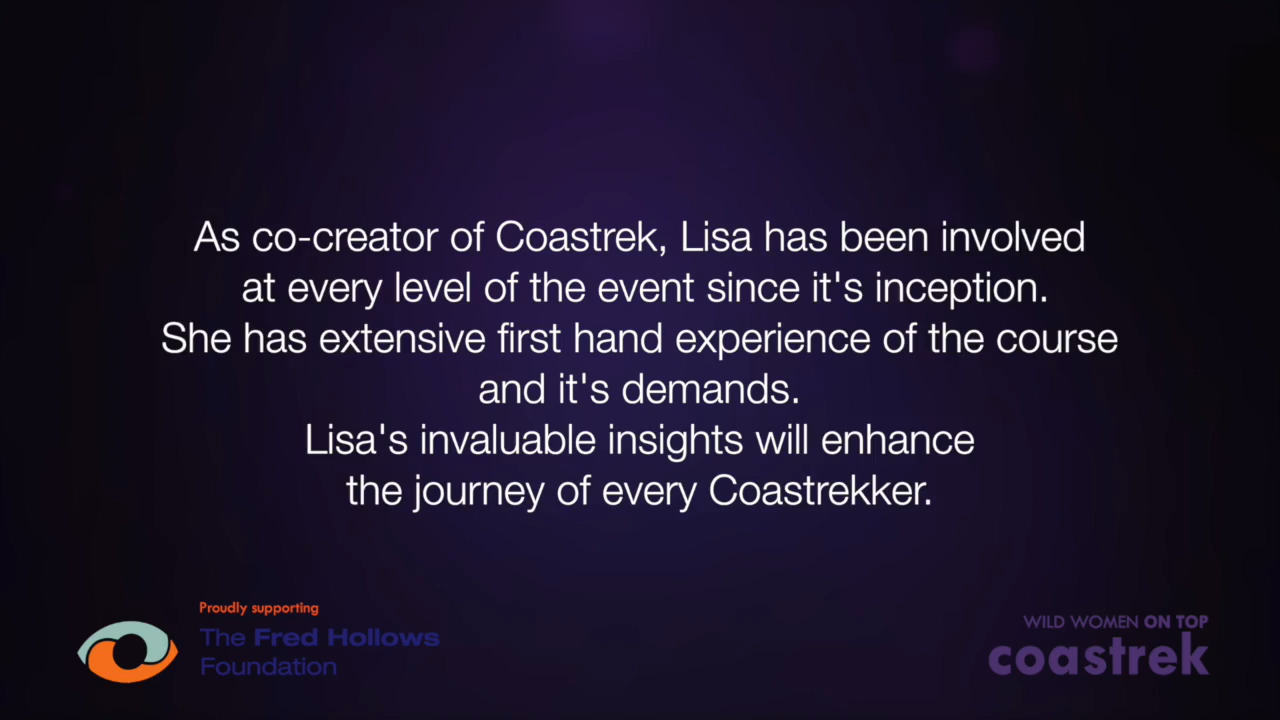 As co-creator of Coastrek, Lisa has been involved
at every level of the event since it's inception.
She has extensive first hand experience of the course
and it's demands.
Lisa's invaluable insights will enhance
the journey of every Coastrekker.
Proudly supporting
The Fred Hollows
Foundation
WILD WOMEN ON TOP
coastrek